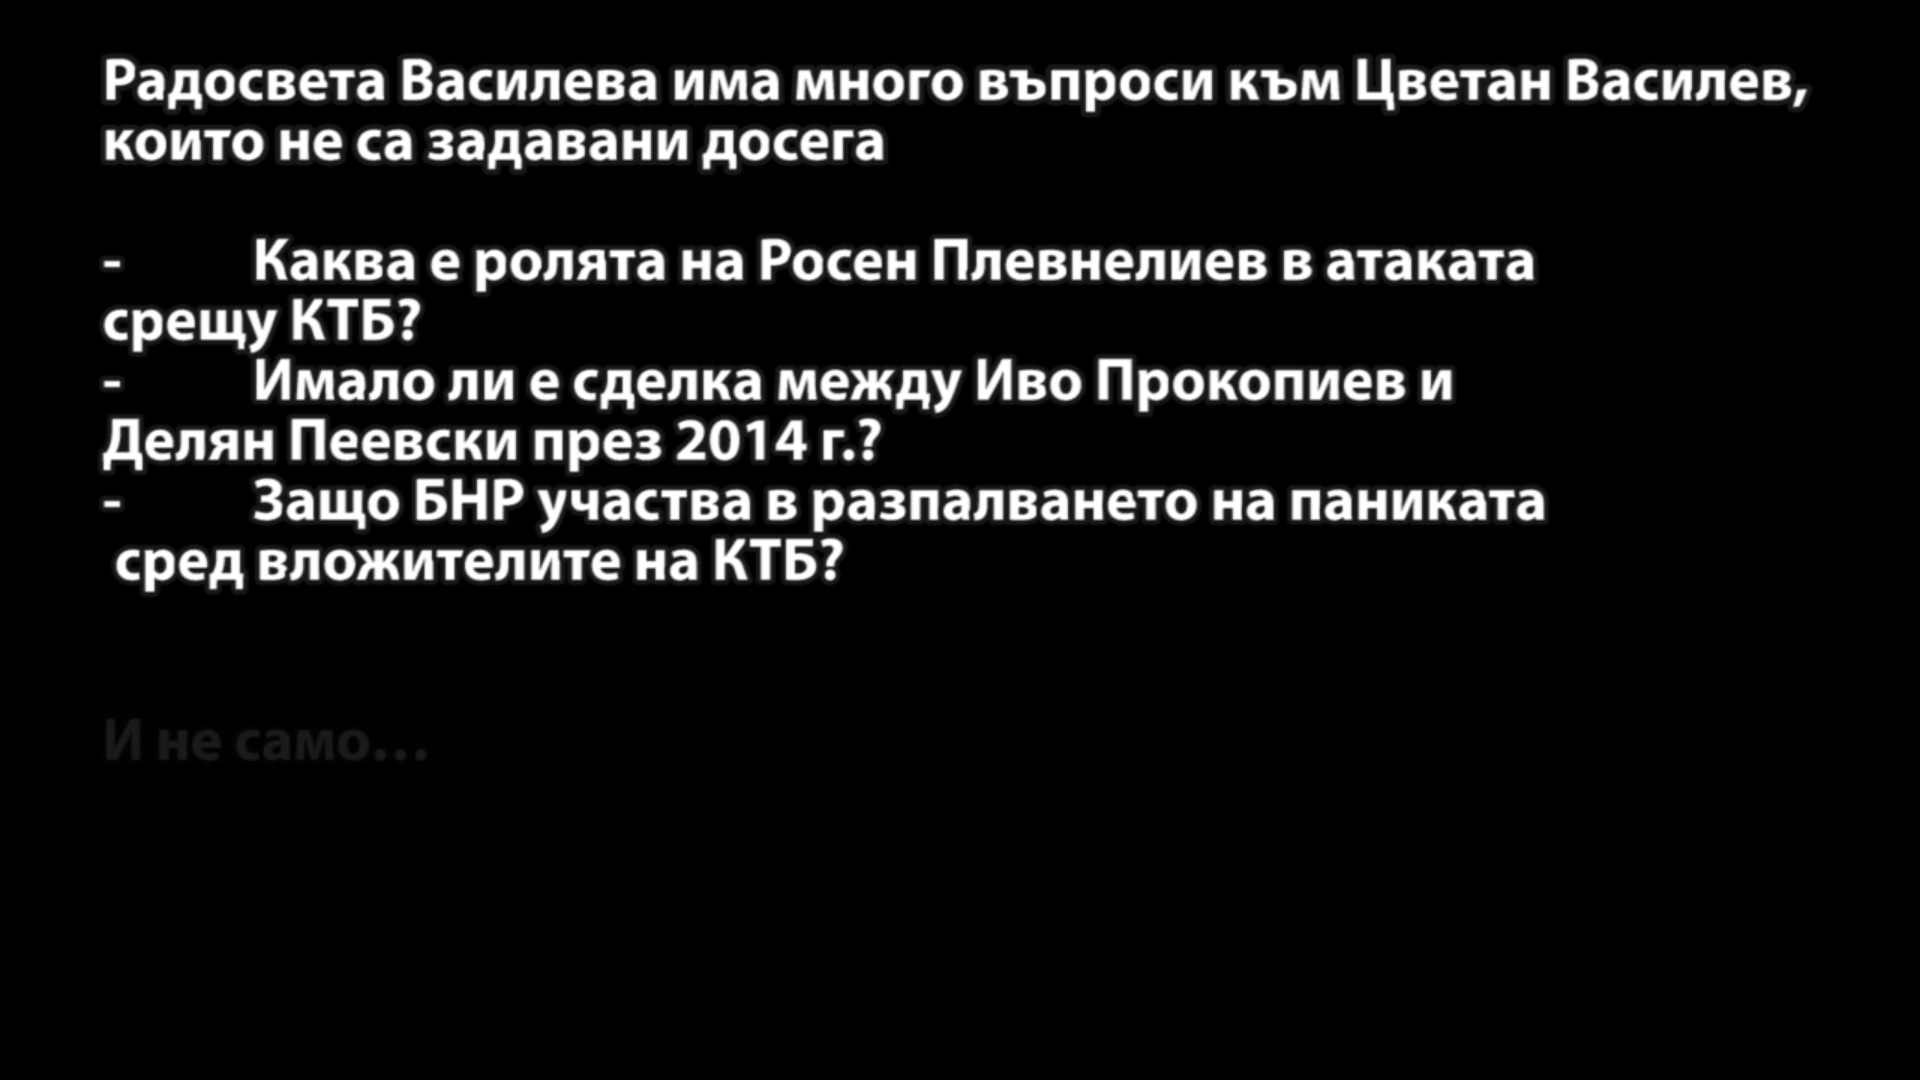 Радосвета Василева има много въпроси към Цветан Василев,
които не са задавани досега
- Каква е ролята на Росен Плевнелиев в атаката
срещу КТБ?
- Имало ли е сделка между Иво Прокопиев и
Делян Пеевски през 2014 г.?
- Защо БНР участва в разпалването на паниката
сред вложителите на КТБ?
И не само...